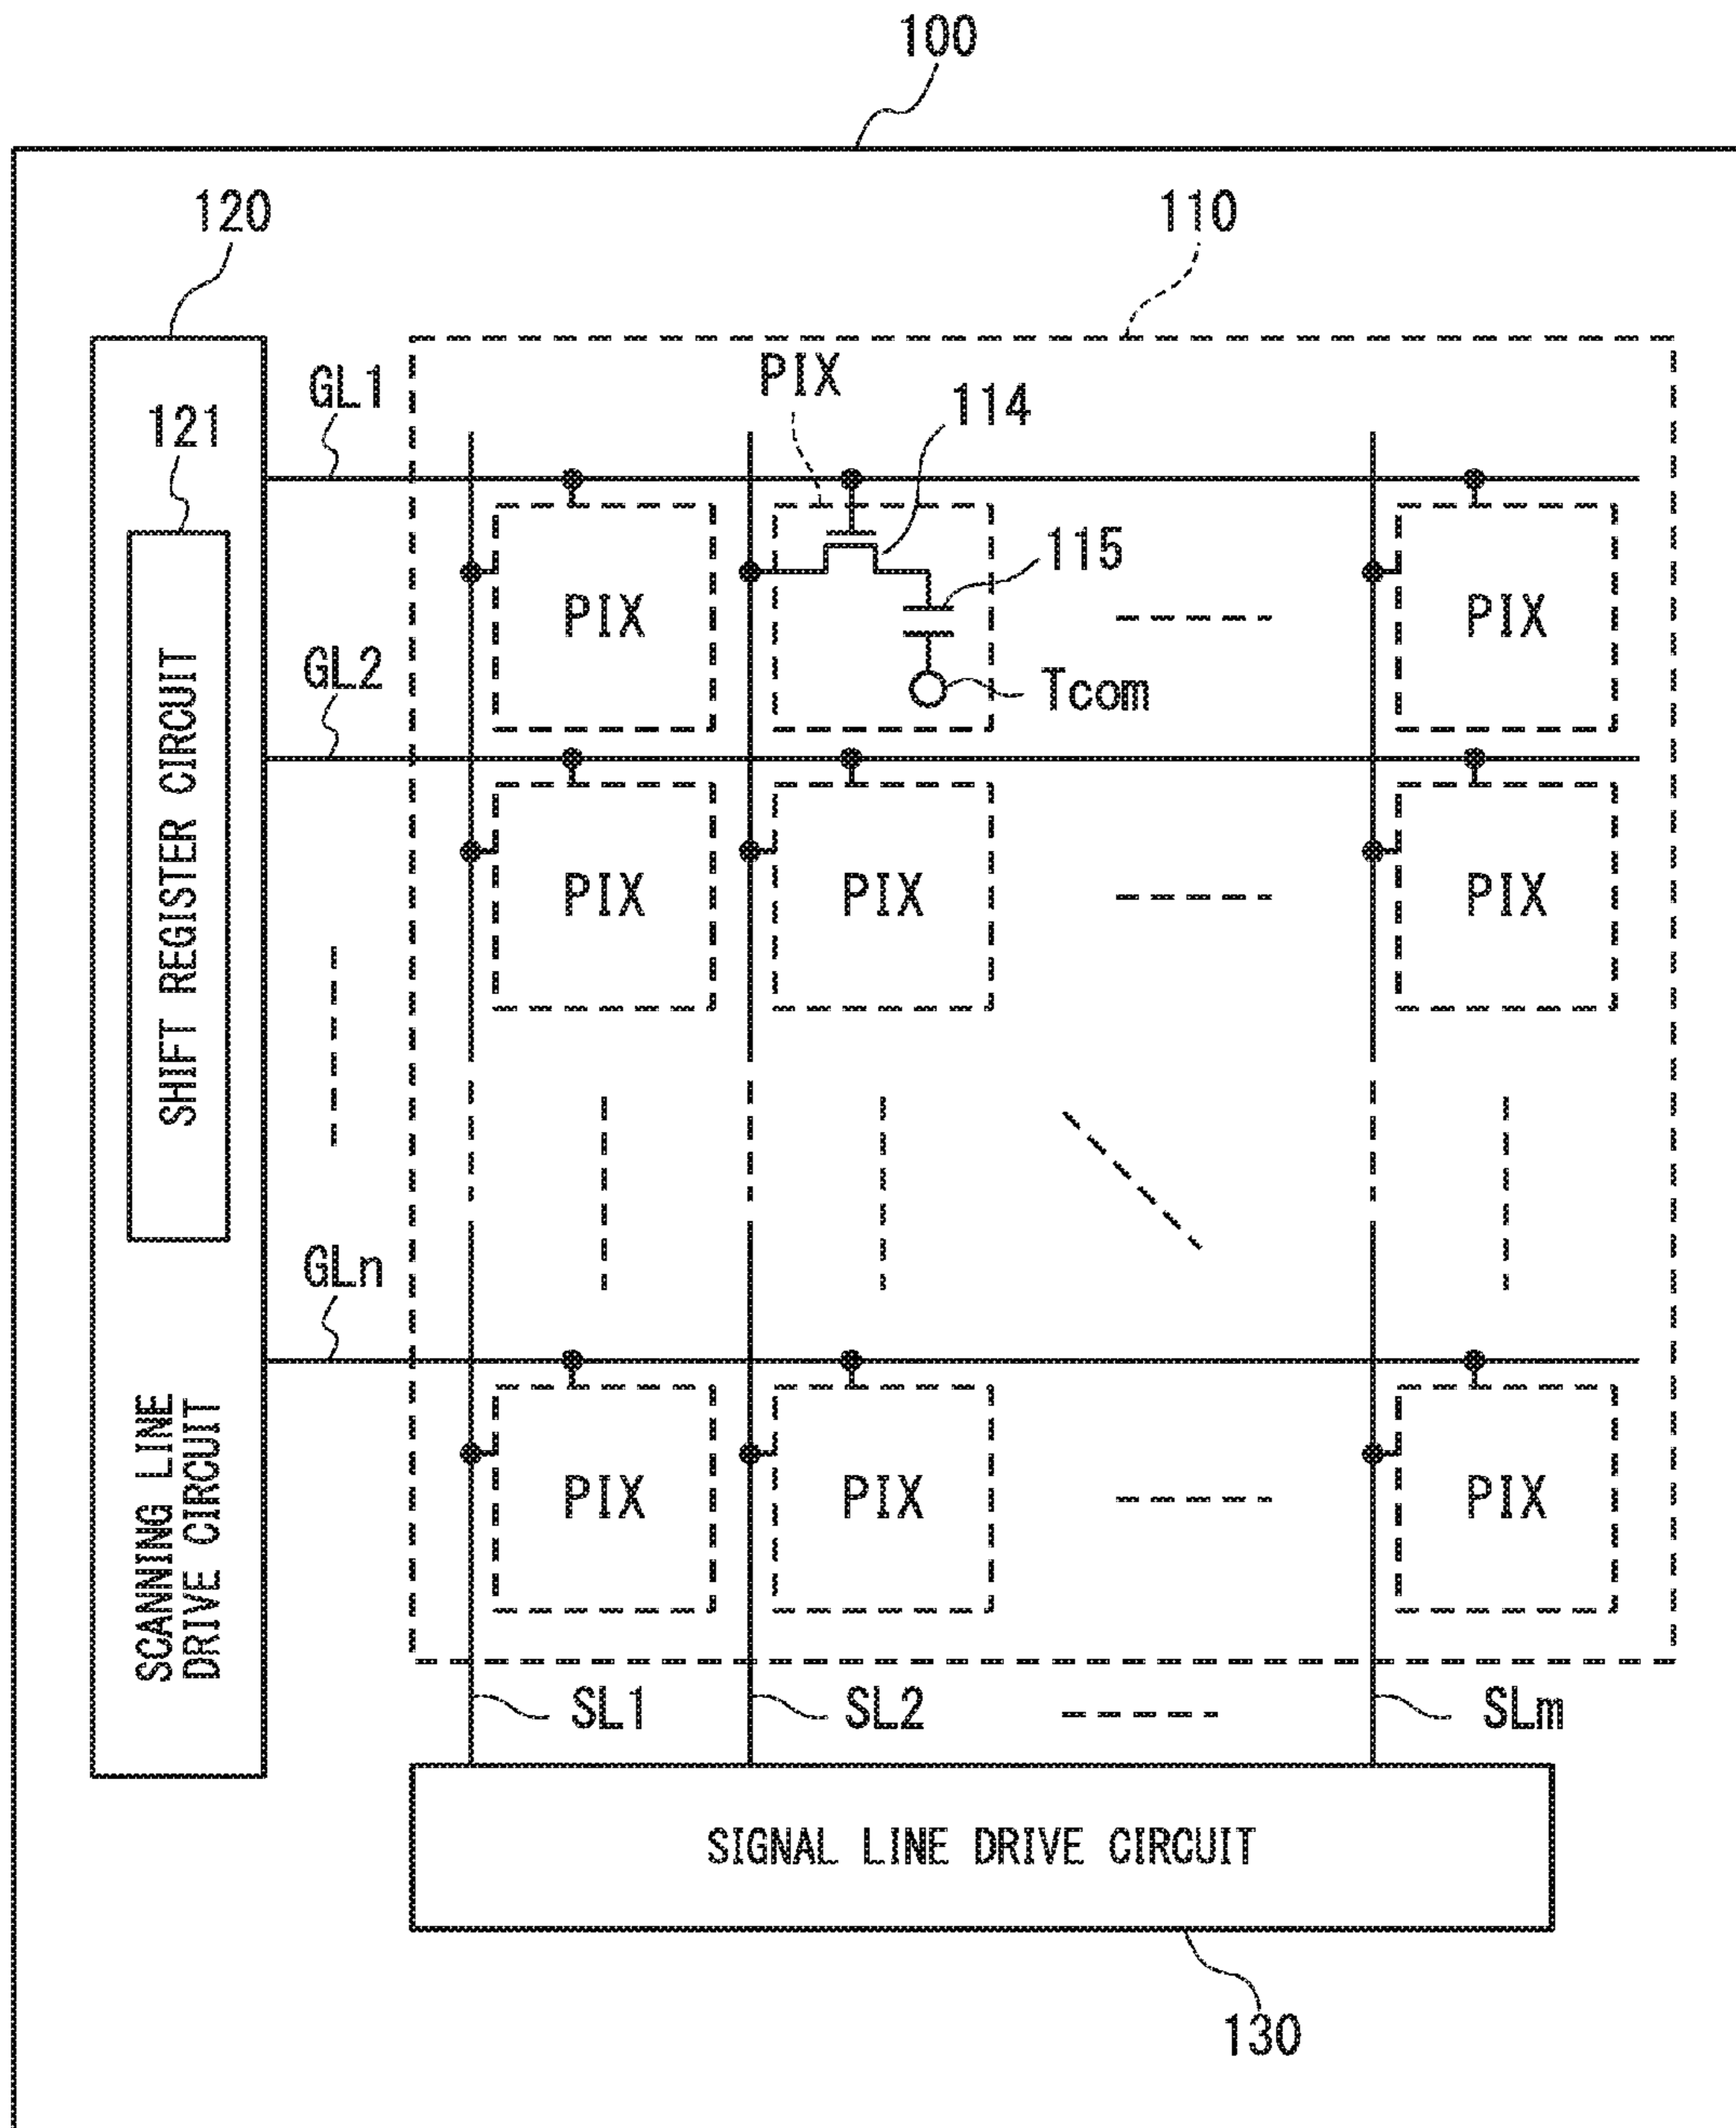 100
120
110
GL1
PIX
114
121
115
PIX
PIX
GL2
Tcom
SHIFT REGISTER CIRCUIT
PIX
PIX
PIX
GLn
SCANNING LINE
DRIVE CIRCUIT
PIX
PIX
PIX
SL1
SL2
SLm
SIGNAL LINE DRIVE CIRCUIT
130